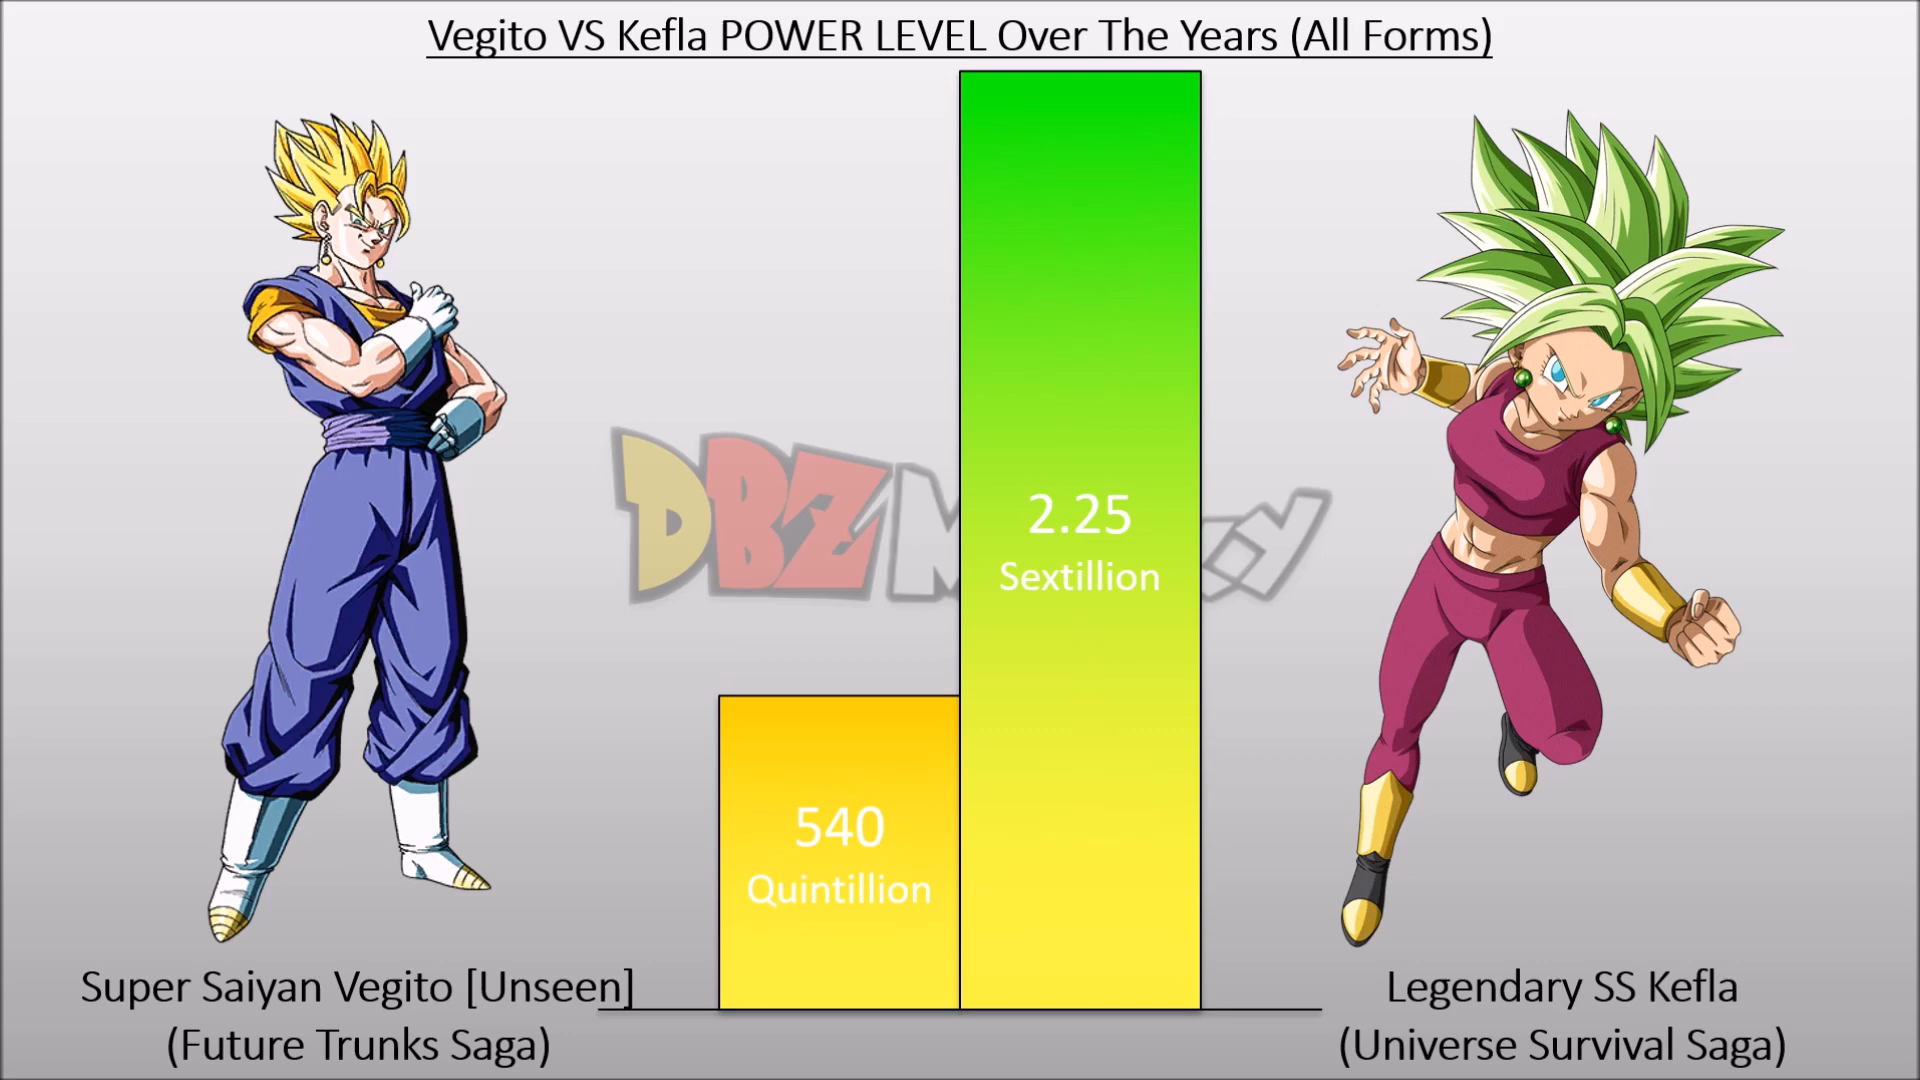 Vegito VS Kefla POWER LEVEL Over The Years (All Forms)
DBZ
2.25
Sextillion
540
Quintillion
Super Saiyan Vegito [Unseen]
(Future Trunks Saga)
Legendary SS Kefla
(Universe Survival Saga)